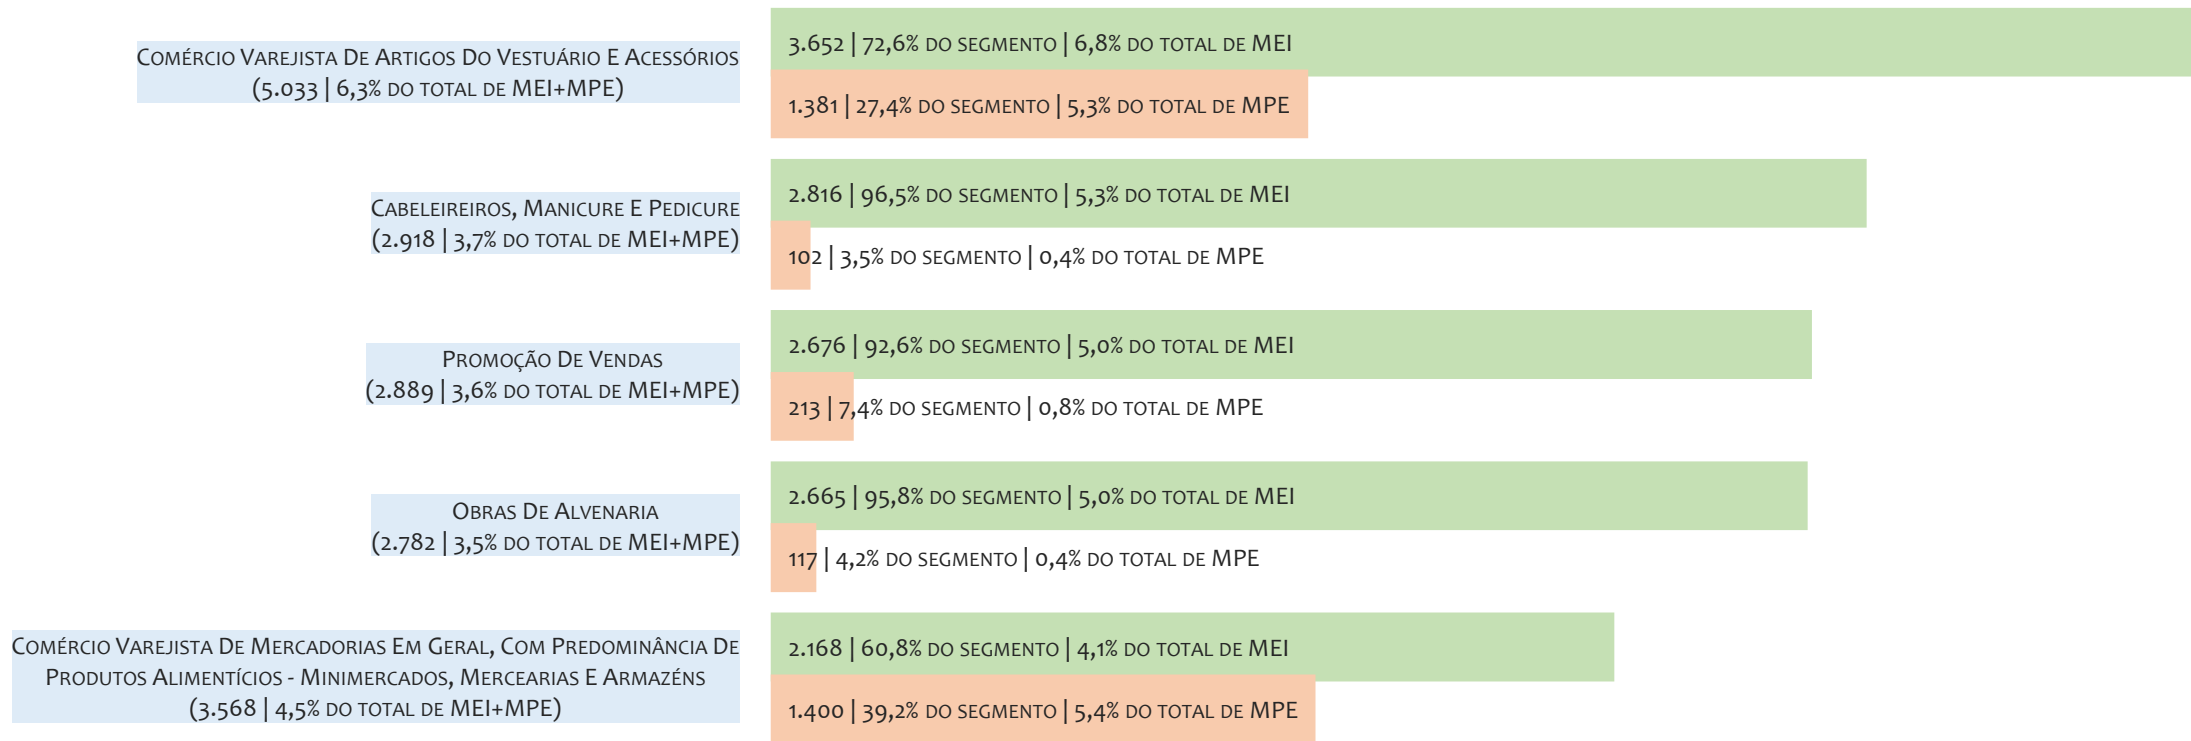 Comércio Varejista De Artigos Do Vestuário E Acessórios
(5.033 | 6,3% do total de MEI+MPE)
3.652 | 72,6% do segmento | 6,8% do total de MEI
1.381 | 27,4% do segmento | 5,3% do total de MPE
Cabeleireiros, Manicure E Pedicure
(2.918 | 3,7% do total de MEI+MPE)
2.816 | 96,5% do segmento | 5,3% do total de MEI
102 | 3,5% do segmento | 0,4% do total de MPE
Promoção De Vendas
(2.889 | 3,6% do total de MEI+MPE)
2.676 | 92,6% do segmento | 5,0% do total de MEI
213 | 7,4% do segmento | 0,8% do total de MPE
Obras De Alvenaria
(2.782 | 3,5% do total de MEI+MPE)
2.665 | 95,8% do segmento | 5,0% do total de MEI
117 | 4,2% do segmento | 0,4% do total de MPE
Comércio Varejista De Mercadorias Em Geral, Com Predominância De
Produtos Alimentícios - Minimercados, Mercearias E Armazéns
(3.568 | 4,5% do total de MEI+MPE)
2.168 | 60,8% do segmento | 4,1% do total de MEI
1.400 | 39,2% do segmento | 5,4% do total de MPE